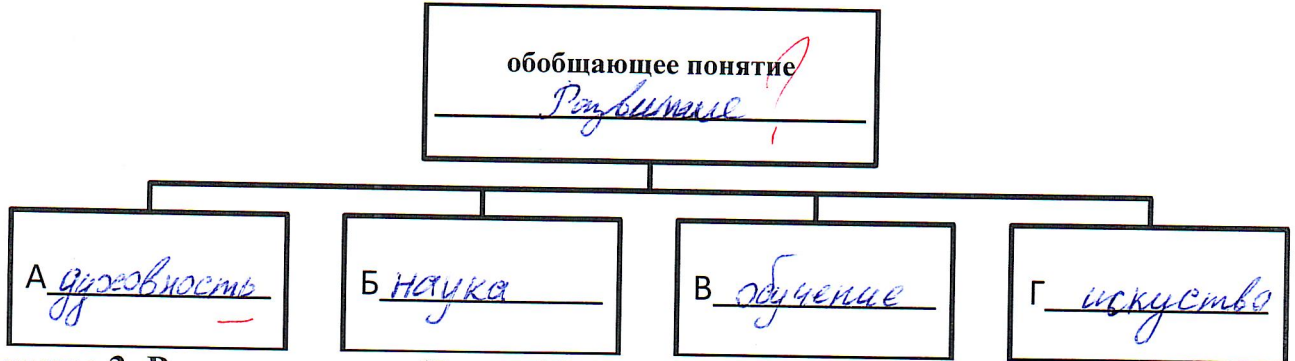 обобщающее понятие
Развитие ?
А духовность
Б наука
В обучение
Г искуство